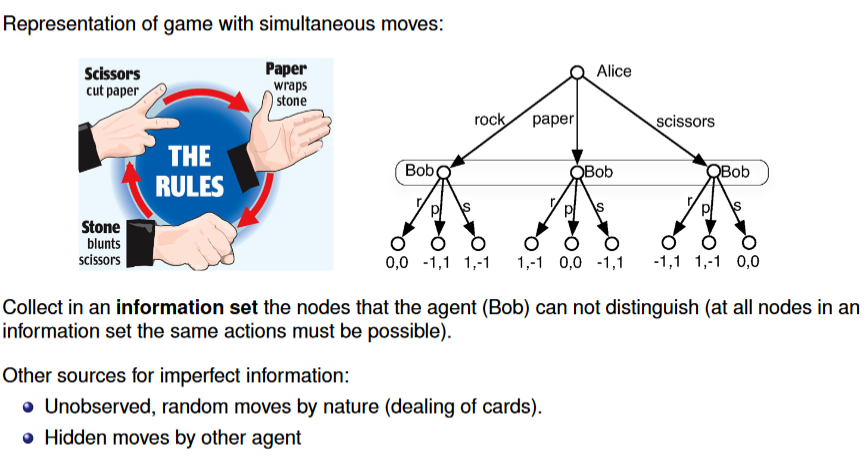 Representation of game with simultaneous moves:
Scissors
cut paper
Paper
wraps
stone
THE
RULES
Stone
blunts
scissors
Alice
rock paper scissors
Bob Bob Bob
r p s r p s r p s
0,0 -1,1 1,-1 1,-1 0,0 -1,1 -1,1 1,-1 0,0
Collect in an information set the nodes that the agent (Bob) can not distinguish (at all nodes in an
information set the same actions must be possible).
Other sources for imperfect information:
Unobserved, random moves by nature (dealing of cards).
Hidden moves by other agent